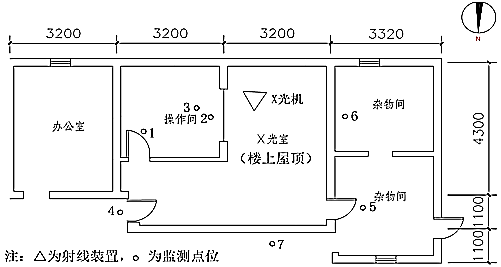 3200 3200 3200 3320
N
4300
1100
1100
办公室
3
操作间 2
1
X光机
X光室
（楼上屋顶）
杂物间
6
杂物间
5
4
7
注：△为射线装置，o 为监测点位